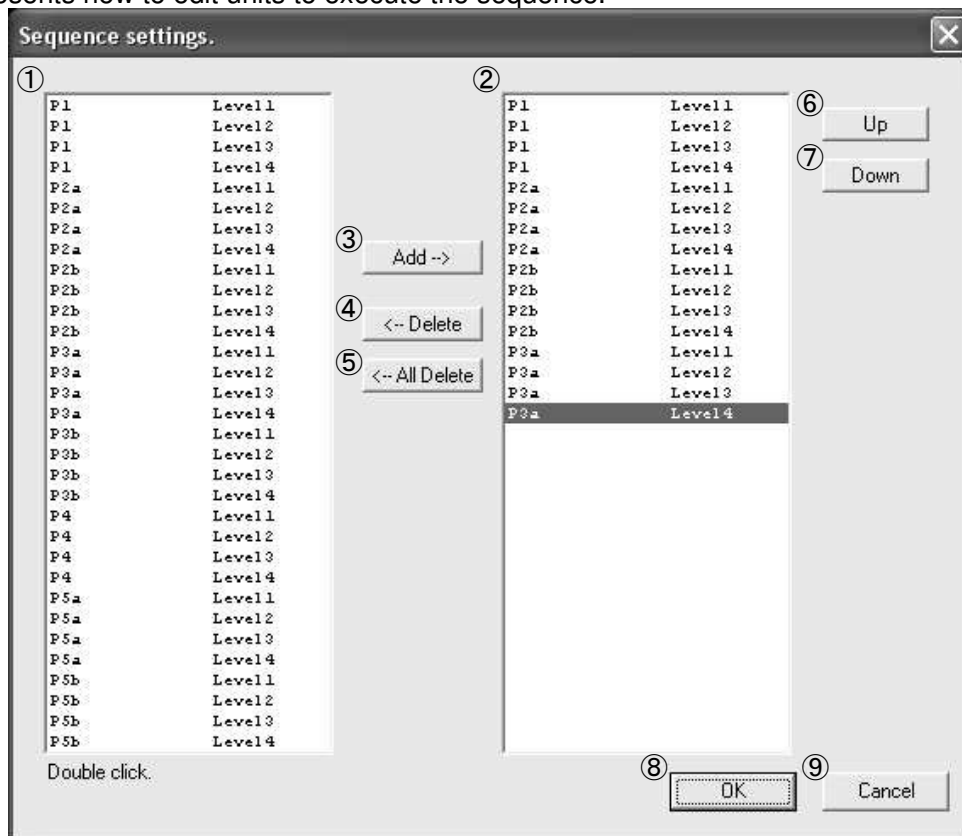 how to edit units to execute the sequence.
Sequence settings.
①
P1 Level1
P1 Level2
P1 Level3
P1 Level4
P2a Level1
P2a Level2
P2a Level3
P2a Level4
P2b Level1
P2b Level2
P2b Level3
P2b Level4
P3a Level1
P3a Level2
P3a Level3
P3a Level4
P3b Level1
P3b Level2
P3b Level3
P3b Level4
P4 Level1
P4 Level2
P4 Level3
P4 Level4
P5a Level1
P5a Level2
P5a Level3
P5a Level4
P5b Level1
P5b Level2
P5b Level3
P5b Level4
Double click.
③ Add -->
④ <-- Delete
⑤ <-- All Delete
②
P1 Level1
P1 Level2
P1 Level3
P1 Level4
P2a Level1
P2a Level2
P2a Level3
P2a Level4
P2b Level1
P2b Level2
P2b Level3
P2b Level4
P3a Level1
P3a Level2
P3a Level3
P3a Level4
⑥ Up
⑦ Down
⑧ OK
⑨ Cancel